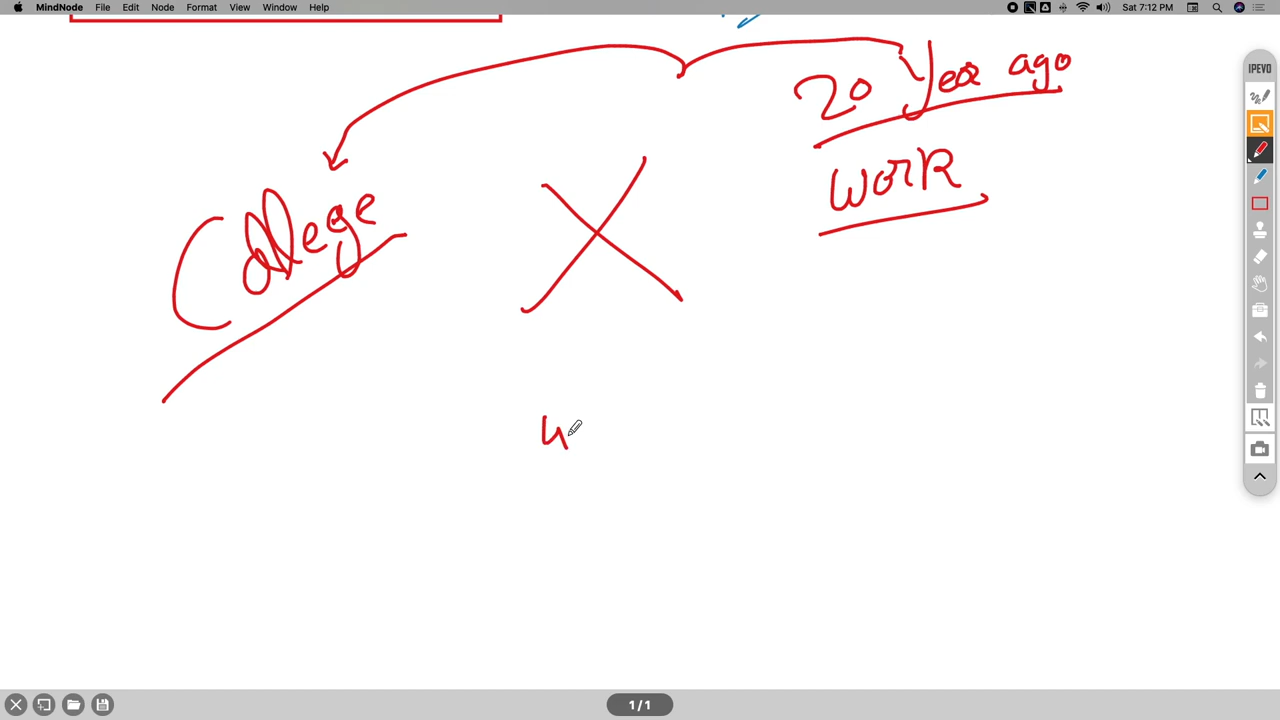 MindNode File Edit Node Format View Window Help Sat 7:12 PM
IPEVO
20 year ago
College
work
4
1/1